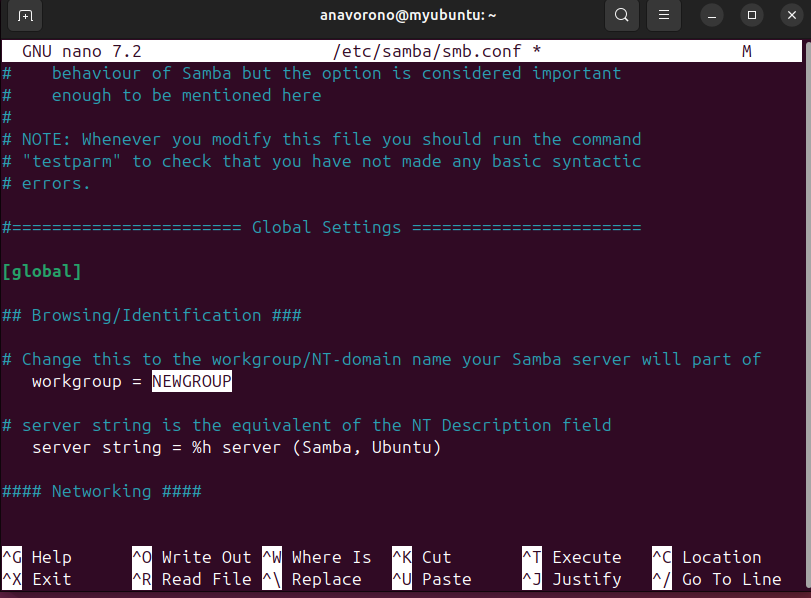 anavorono@myubuntu: ~
GNU nano 7.2 /etc/samba/smb.conf * M
#    behaviour of Samba but the option is considered important
#    enough to be mentioned here
#
# NOTE: Whenever you modify this file you should run the command
# "testparm" to check that you have not made any basic syntactic
# errors.
#======================= Global Settings =======================
[global]
## Browsing/Identification ###
# Change this to the workgroup/NT-domain name your Samba server will part of
   workgroup = NEWGROUP
# server string is the equivalent of the NT Description field
   server string = %h server (Samba, Ubuntu)
#### Networking ####
^G Help ^O Write Out ^W Where Is ^K Cut ^T Execute ^C Location
^X Exit ^R Read File ^\ Replace ^U Paste ^J Justify ^/ Go To Line